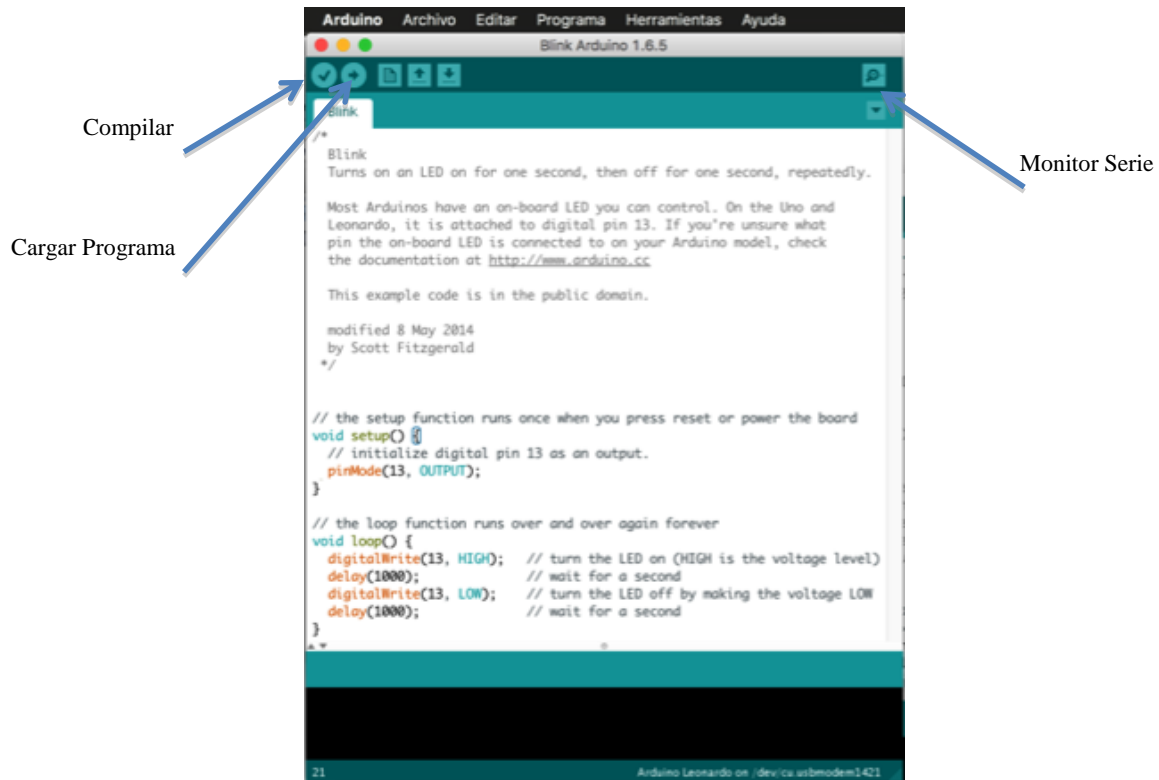 Arduino Archivo Editar Programa Herramientas Ayuda
Blink Arduino 1.6.5
Compilar
Cargar Programa
Monitor Serie
Blink
/*
Blink
Turns on an LED on for one second, then off for one second, repeatedly.
Most Arduinos have an on-board LED you can control. On the Uno and
Leonardo, it is attached to digital pin 13. If you're unsure what
pin the on-board LED is connected to on your Arduino model, check
the documentation at http://www.arduino.cc
This example code is in the public domain.
modified 8 May 2014
by Scott Fitzgerald
*/
// the setup function runs once when you press reset or power the board
void setup() {
// initialize digital pin 13 as an output.
pinMode(13, OUTPUT);
}
// the loop function runs over and over again forever
void loop() {
digitalWrite(13, HIGH); // turn the LED on (HIGH is the voltage level)
delay(1000); // wait for a second
digitalWrite(13, LOW); // turn the LED off by making the voltage LOW
delay(1000); // wait for a second
}
21
Arduino Leonardo on /dev/cu.usbmodem1421